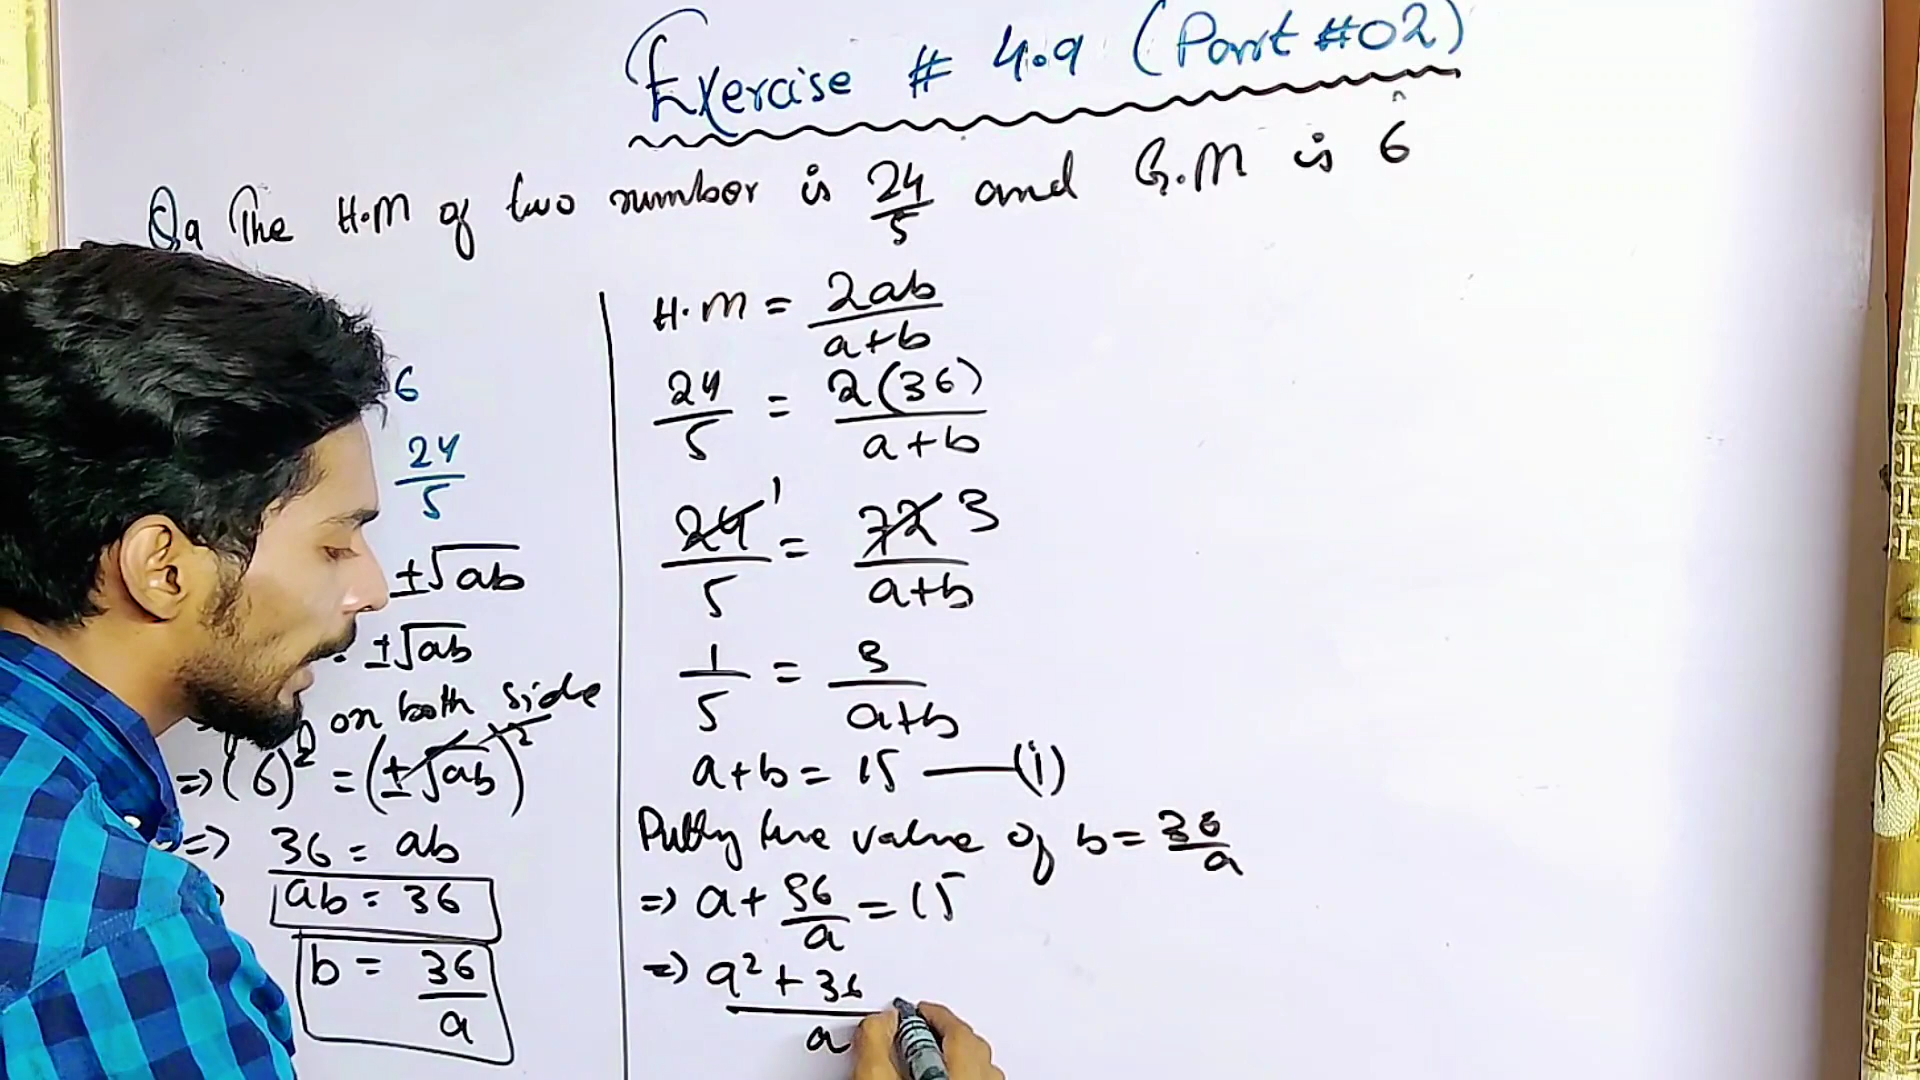 Exercise # 4.9 (Part #02)
Q9 The H.M of two number is 24/5 and G.M is 6
6
24/5
±√ab
= ±√ab
on both side
⇒ (6)² = (±√ab)²
⇒ 36 = ab
ab = 36
b = 36/a
H.M = 2ab/a+b
24/5 = 2(36)/a+b
24 1/5 = 72 3/a+b
1/5 = 3/a+b
a+b = 15 —(i)
Putting the value of b = 36/a
⇒ a + 36/a = 15
⇒ a² + 36/a